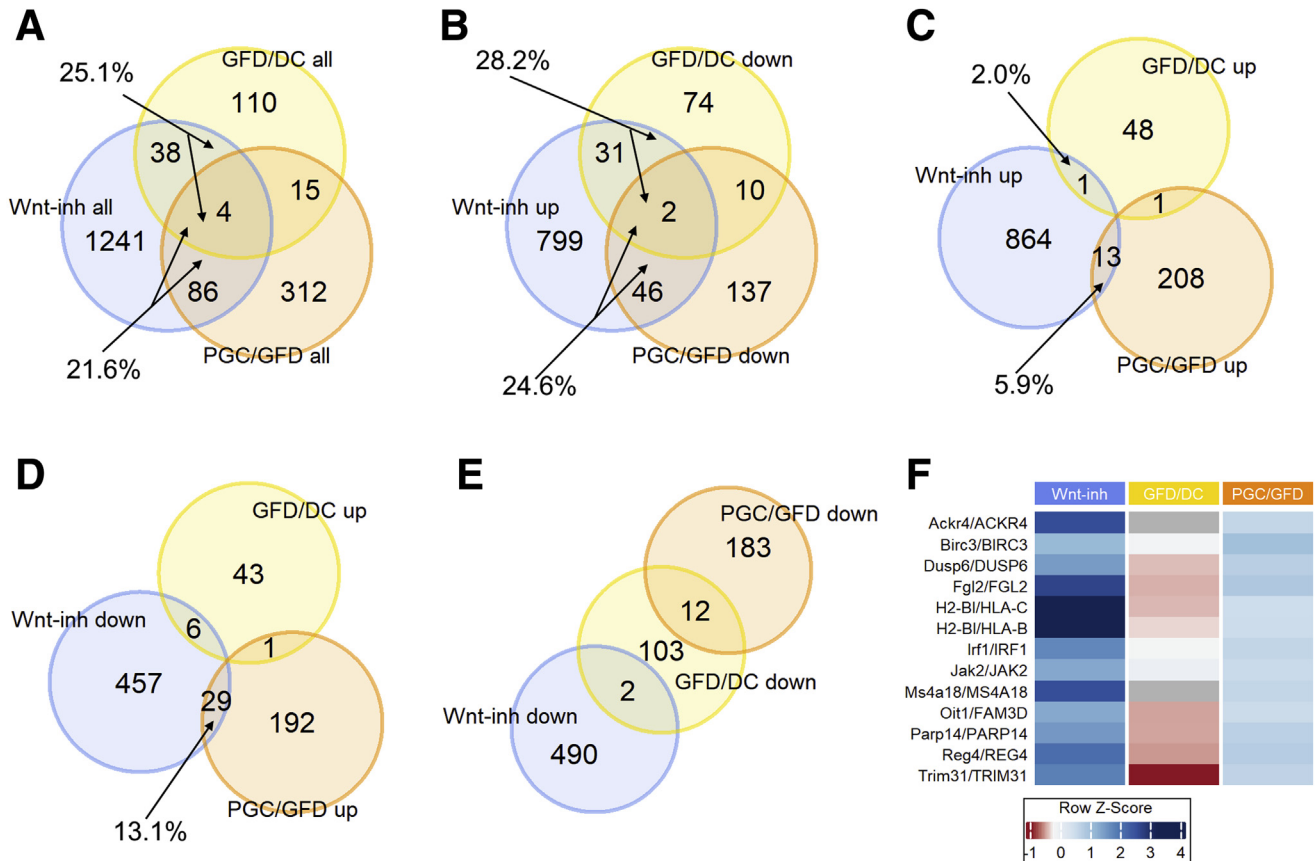 A
GFD/DC all
25.1%
110
38
15
Wnt-inh all
4
1241
86
312
PGC/GFD all
21.6%
B
GFD/DC down
28.2%
74
31
10
Wnt-inh up
2
799
46
137
PGC/GFD down
24.6%
C
GFD/DC up
2.0%
48
Wnt-inh up
1
1
864
13
208
PGC/GFD up
5.9%
D
GFD/DC up
43
Wnt-inh down
6
1
457
29
192
PGC/GFD up
13.1%
E
PGC/GFD down
183
12
103
GFD/DC down
2
Wnt-inh down
490
F
Wnt-inh GFD/DC PGC/GFD
Ackr4/ACKR4
Birc3/BIRC3
Dusp6/DUSP6
Fgl2/FGL2
H2-Bl/HLA-C
H2-Bl/HLA-B
Irf1/IRF1
Jak2/JAK2
Ms4a18/MS4A18
Oit1/FAM3D
Parp14/PARP14
Reg4/REG4
Trim31/TRIM31
Row Z-Score
-1 0 1 2 3 4